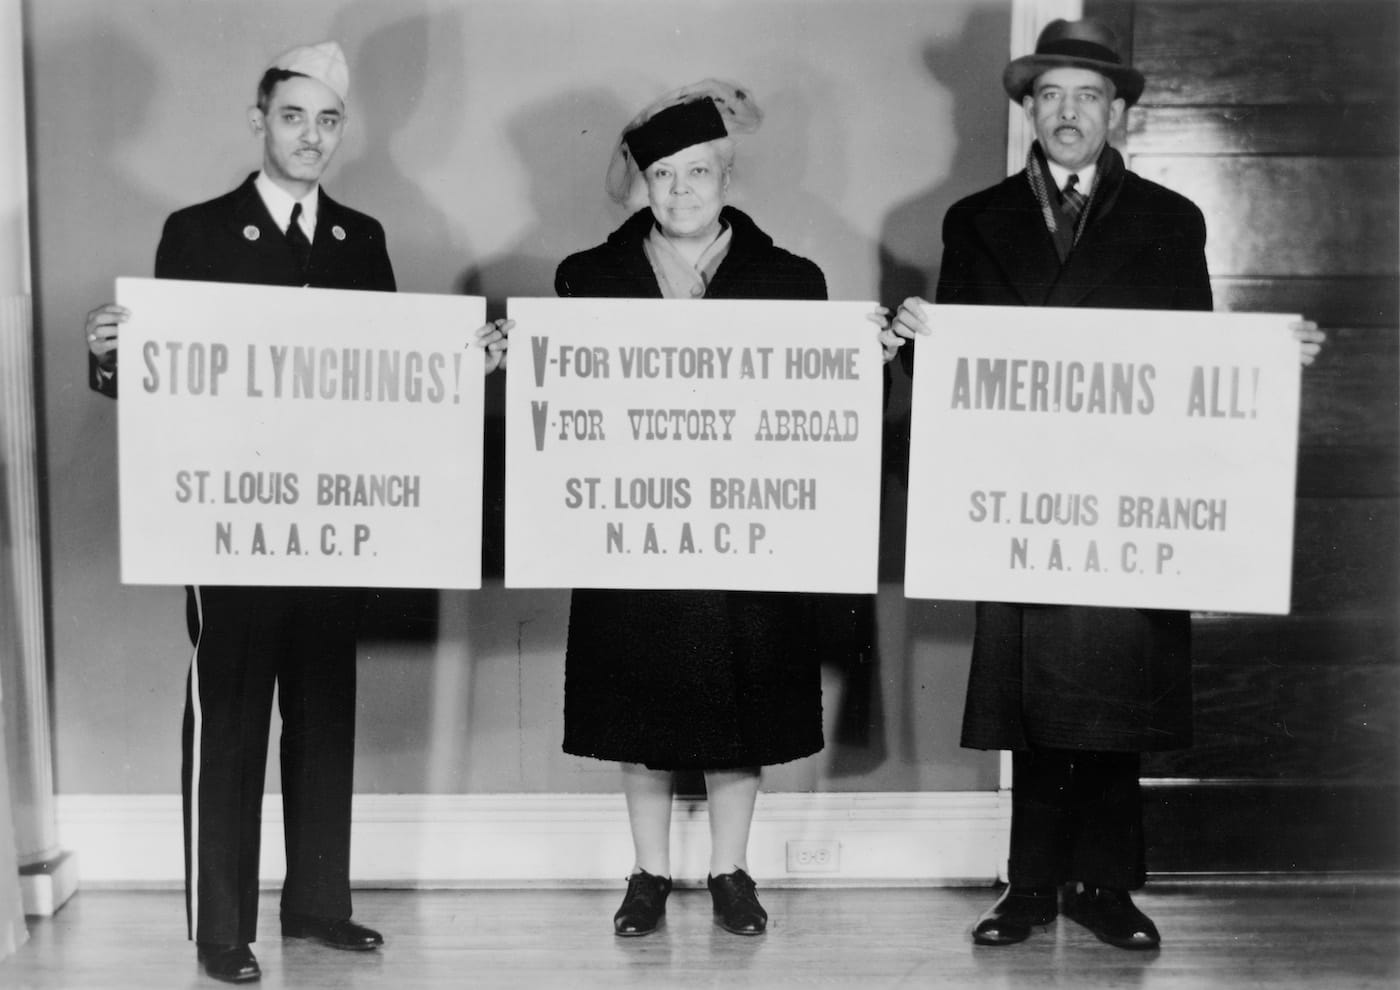 STOP LYNCHINGS!
ST. LOUIS BRANCH
N. A. A. C. P.
V-FOR VICTORY AT HOME
V-FOR VICTORY ABROAD
ST. LOUIS BRANCH
N. A. A. C. P.
AMERICANS ALL!
ST. LOUIS BRANCH
N. A. A. C. P.